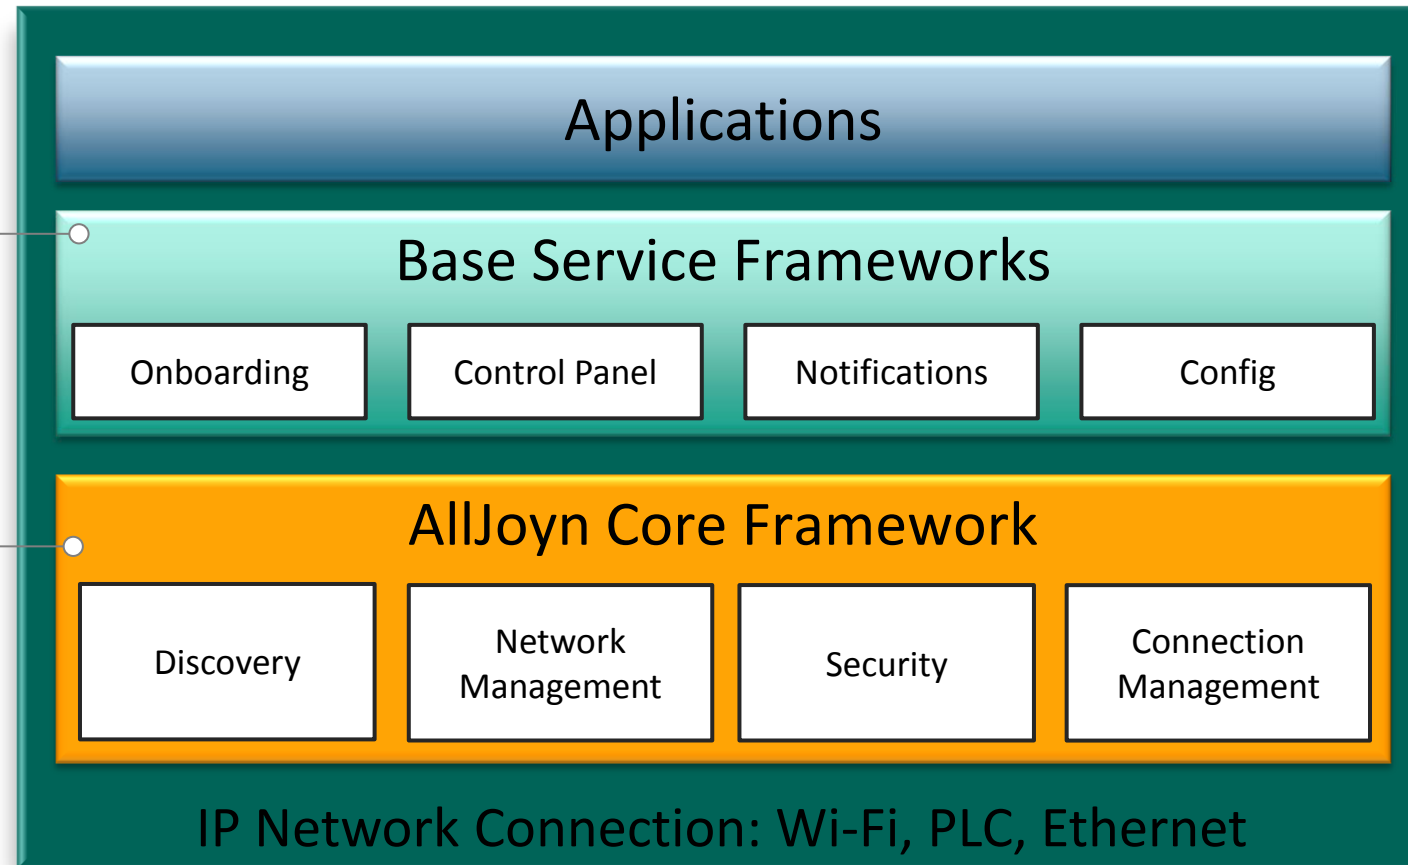 Applications
Base Service Frameworks
Onboarding
Control Panel
Notifications
Config
AllJoyn Core Framework
Discovery
Network
Management
Security
Connection
Management
IP Network Connection: Wi-Fi, PLC, Ethernet